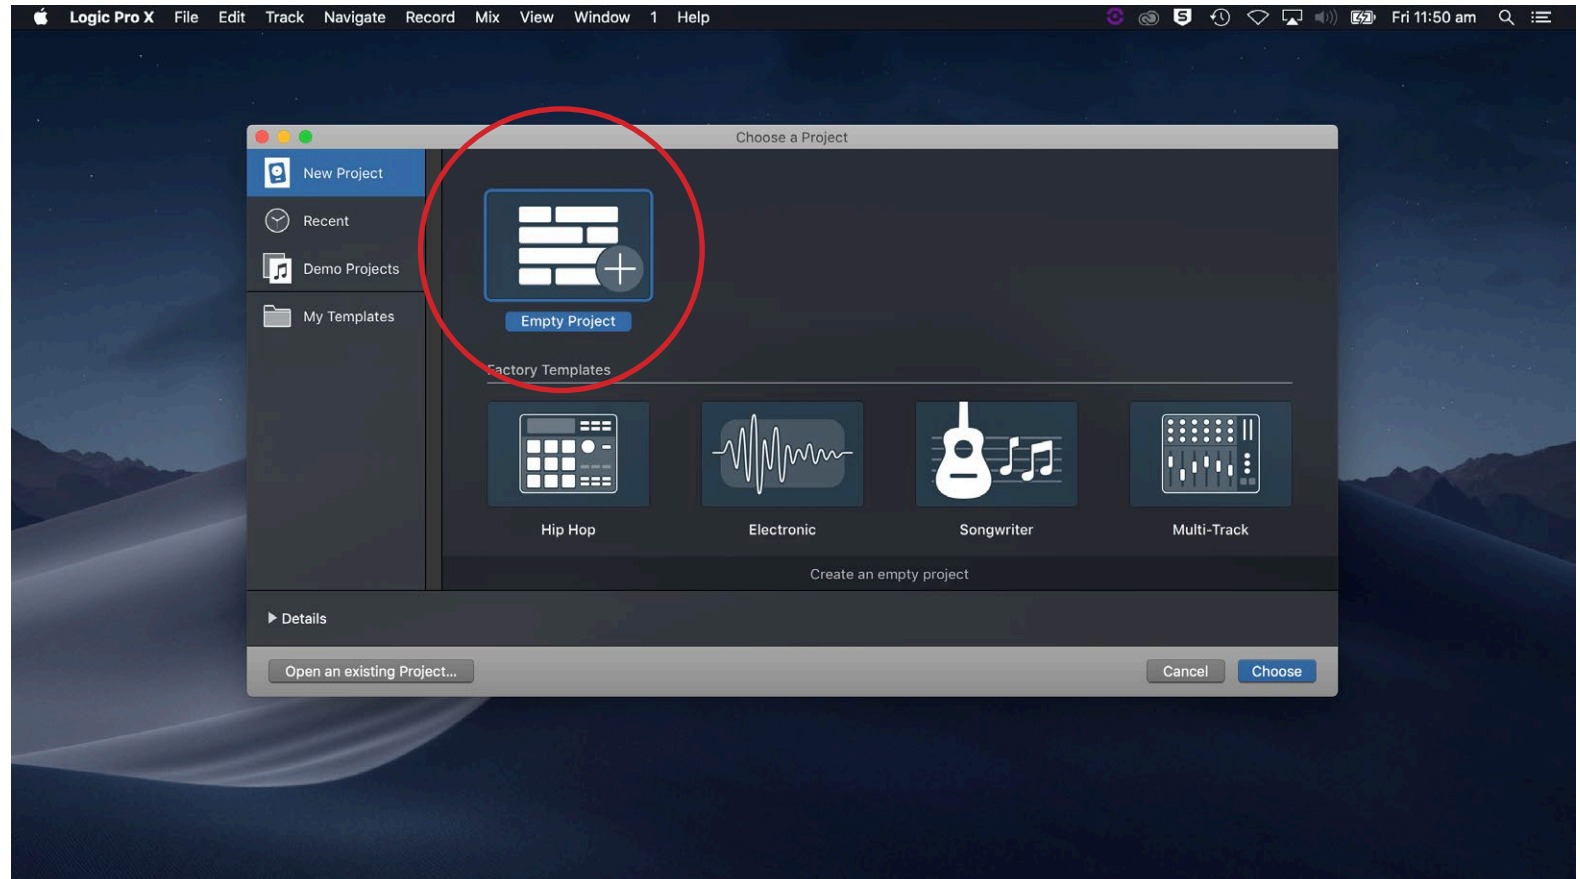 Logic Pro X File Edit Track Navigate Record Mix View Window 1 Help Fri 11:50 am
Choose a Project
New Project
Recent
Demo Projects
My Templates
Empty Project
Factory Templates
Hip Hop Electronic Songwriter Multi-Track
Create an empty project
Details
Open an existing Project... Cancel Choose